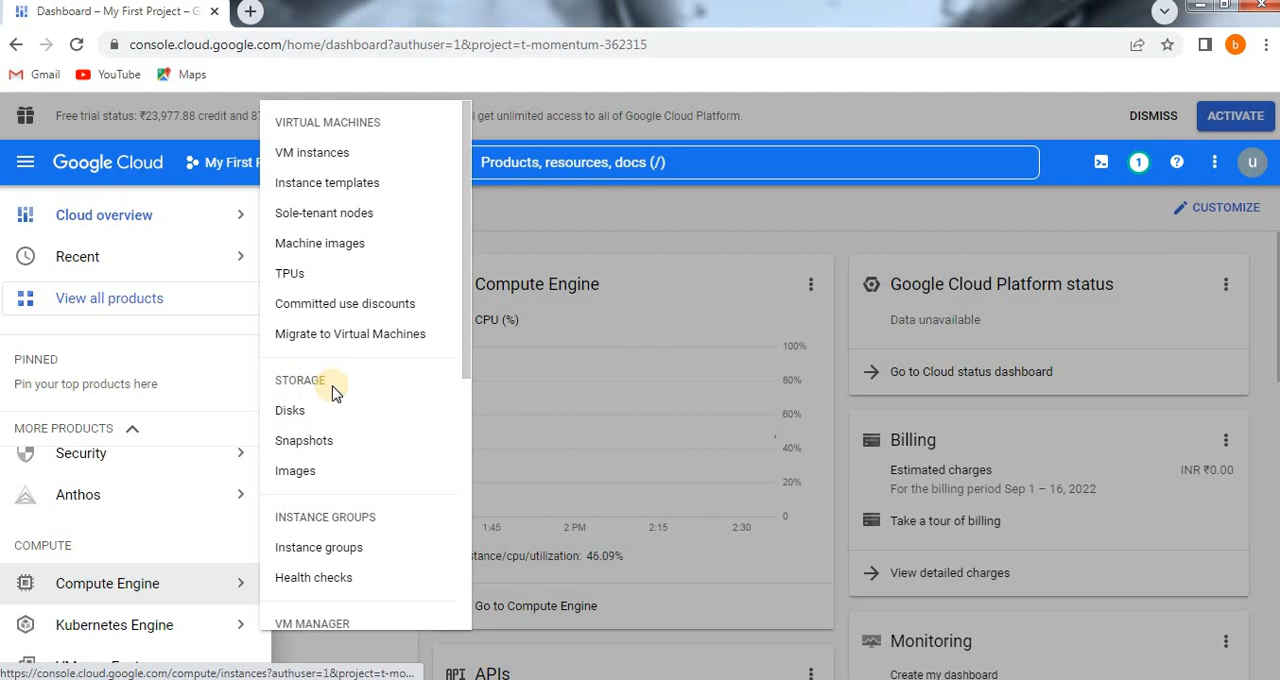 Dashboard – My First Project – G
console.cloud.google.com/home/dashboard?authuser=1&project=t-momentum-362315
b
Gmail
YouTube
Maps
Free trial status: ₹23,977.88 credit and 87
get unlimited access to all of Google Cloud Platform.
DISMISS
ACTIVATE
Google Cloud
My First P
Products, resources, docs (/)
1
u
Cloud overview
Recent
View all products
PINNED
Pin your top products here
MORE PRODUCTS
Security
Anthos
COMPUTE
Compute Engine
Kubernetes Engine
https://console.cloud.google.com/compute/instances?authuser=1&project=t-mo...
VIRTUAL MACHINES
VM instances
Instance templates
Sole-tenant nodes
Machine images
TPUs
Committed use discounts
Migrate to Virtual Machines
STORAGE
Disks
Snapshots
Images
INSTANCE GROUPS
Instance groups
Health checks
VM MANAGER
CUSTOMIZE
Compute Engine
CPU (%)
100%
80%
60%
40%
20%
0
1:45
2 PM
2:15
2:30
stance/cpu/utilization: 46.09%
Go to Compute Engine
API APIs
Google Cloud Platform status
Data unavailable
Go to Cloud status dashboard
Billing
Estimated charges INR ₹0.00
For the billing period Sep 1 – 16, 2022
Take a tour of billing
View detailed charges
Monitoring
Create my dashboard